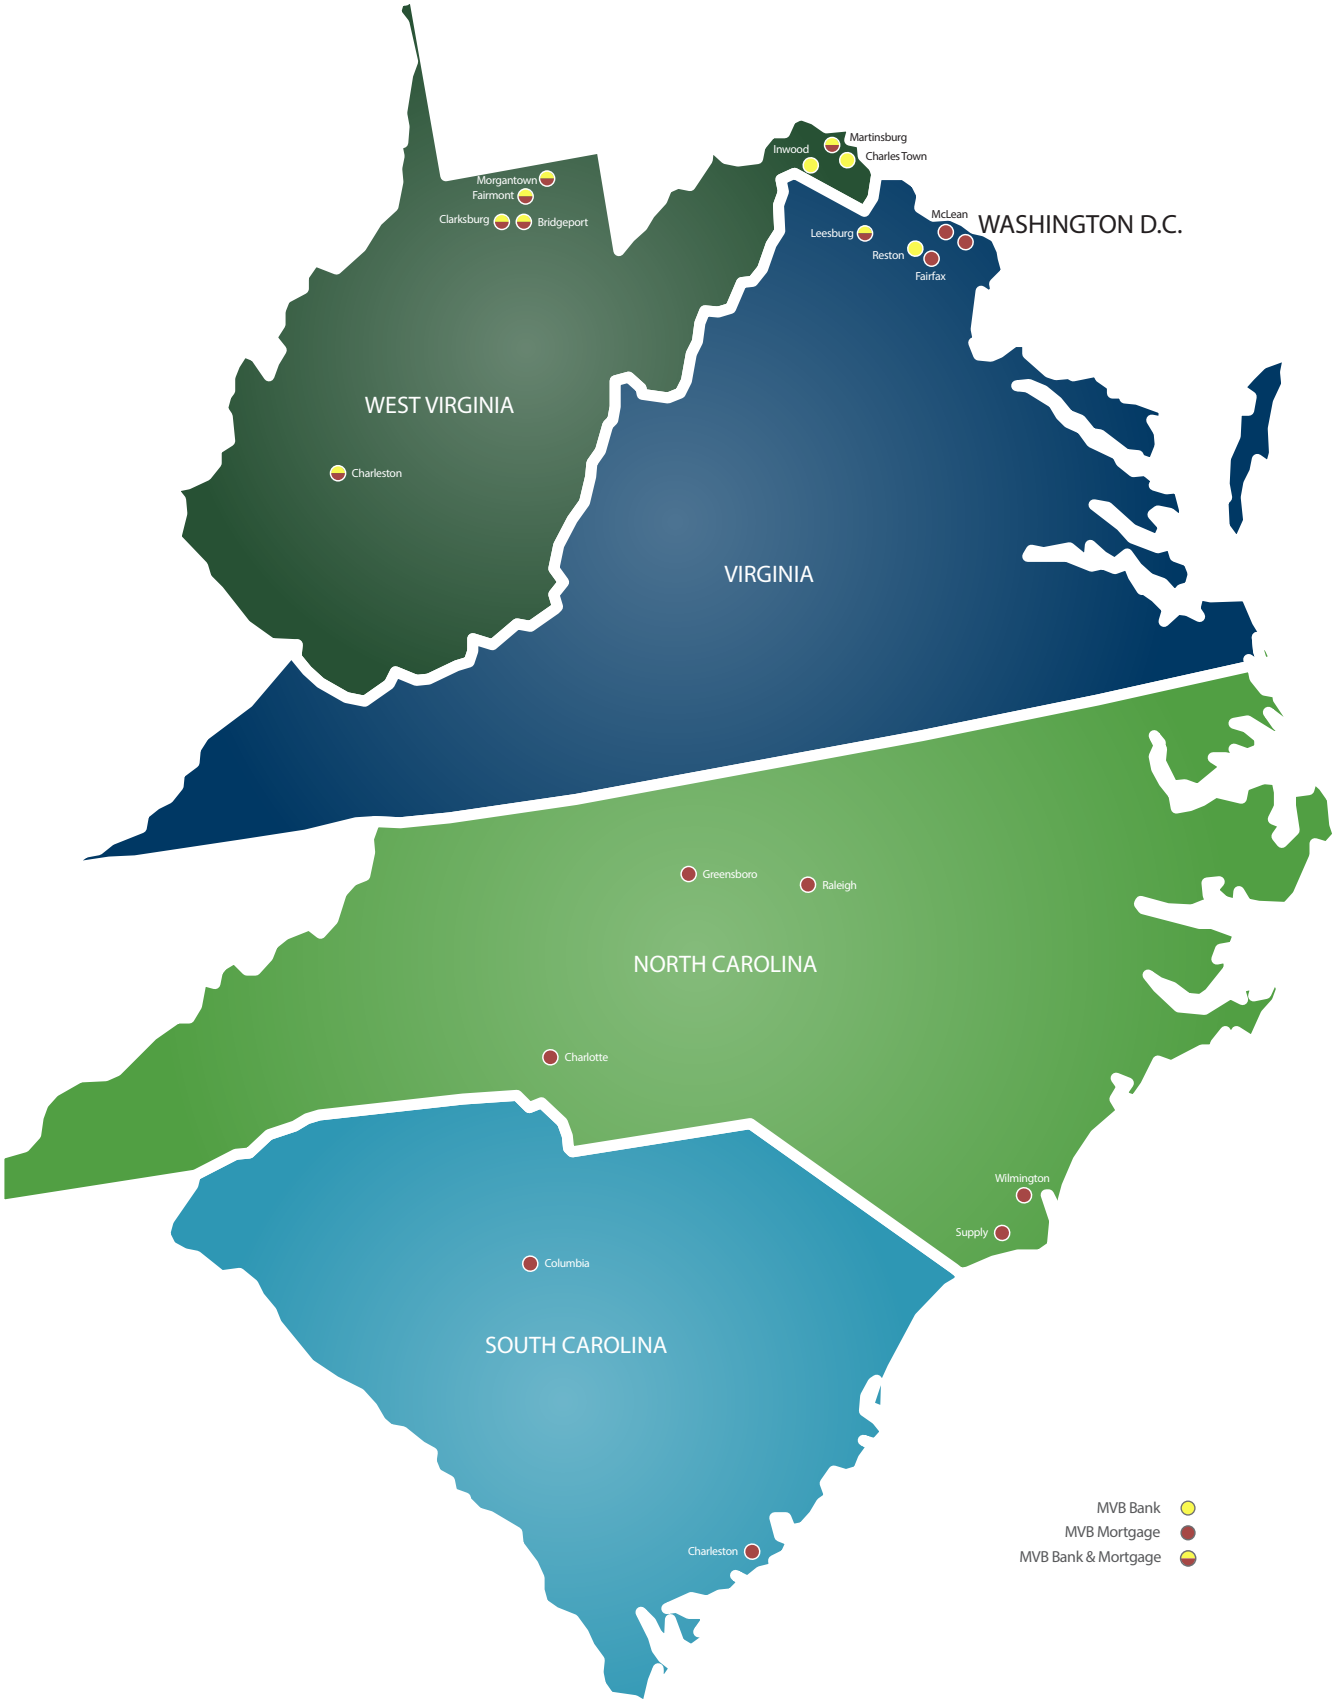 Martinsburg
Inwood
Charles Town
Morgantown
Fairmont
Clarksburg
Bridgeport
McLean
WASHINGTON D.C.
Leesburg
Reston
Fairfax
WEST VIRGINIA
Charleston
VIRGINIA
Greensboro
Raleigh
NORTH CAROLINA
Charlotte
Wilmington
Supply
Columbia
SOUTH CAROLINA
Charleston
MVB Bank
MVB Mortgage
MVB Bank & Mortgage